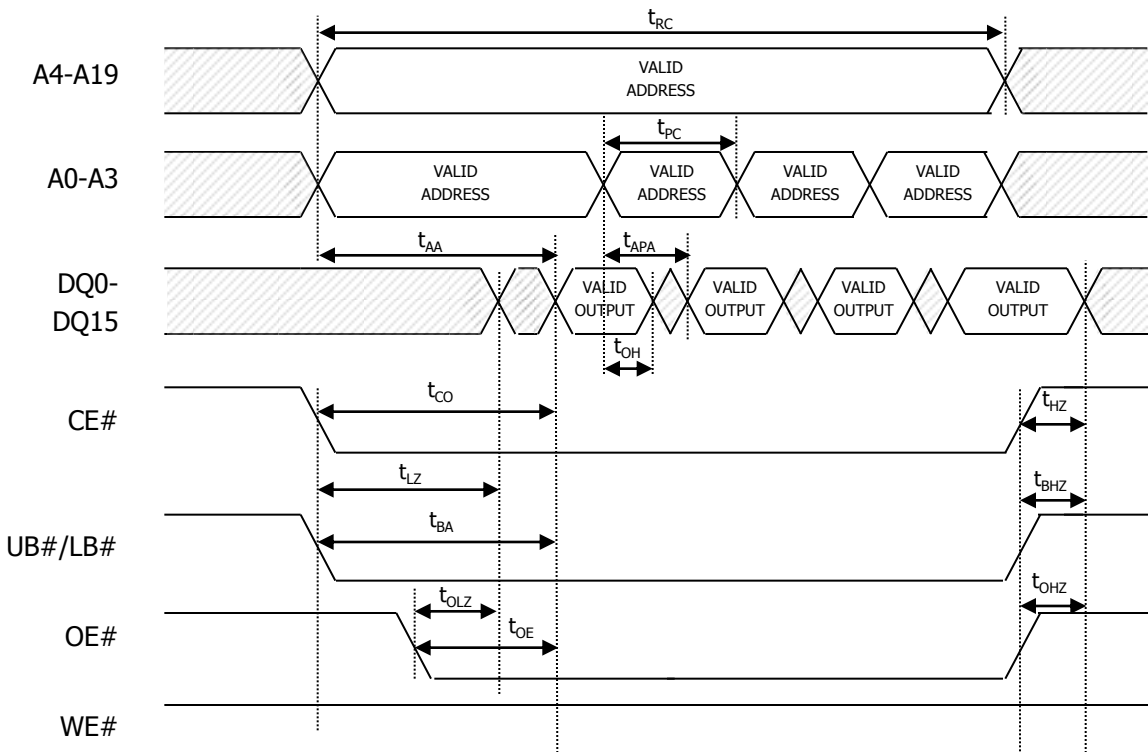 tRC
A4-A19
VALID
ADDRESS
tPC
A0-A3
VALID
ADDRESS
VALID
ADDRESS
VALID
ADDRESS
VALID
ADDRESS
tAA
tAPA
DQ0-
DQ15
VALID
OUTPUT
VALID
OUTPUT
VALID
OUTPUT
VALID
OUTPUT
tOH
CE#
tCO
tHZ
tLZ
tBHZ
UB#/LB#
tBA
tOLZ
tOHZ
OE#
tOE
WE#